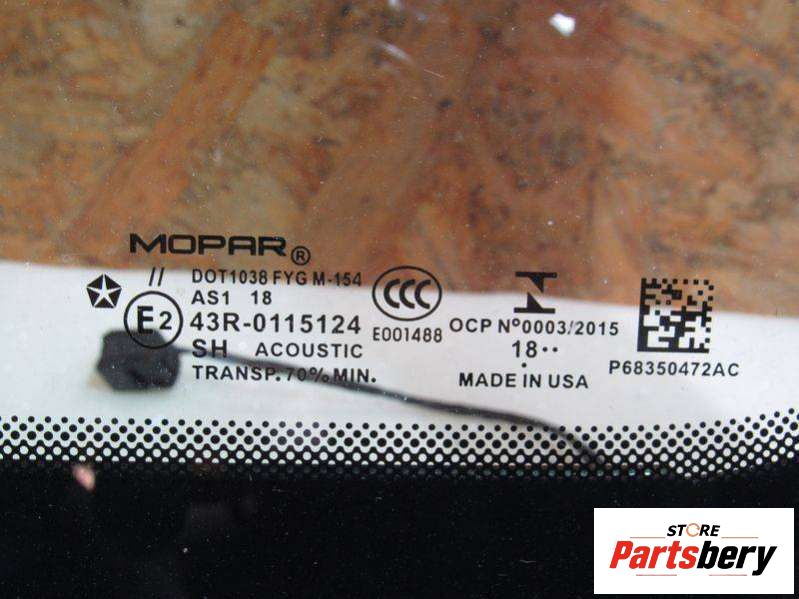 MOPAR®
// DOT1038 FYG M-154
AS1 18
E2 43R-0115124
SH ACOUSTIC
TRANSP. 70% MIN.
CCC
E001488
OCP Nº0003/2015
18··
.
MADE IN USA
P68350472AC
STORE
Partsbery